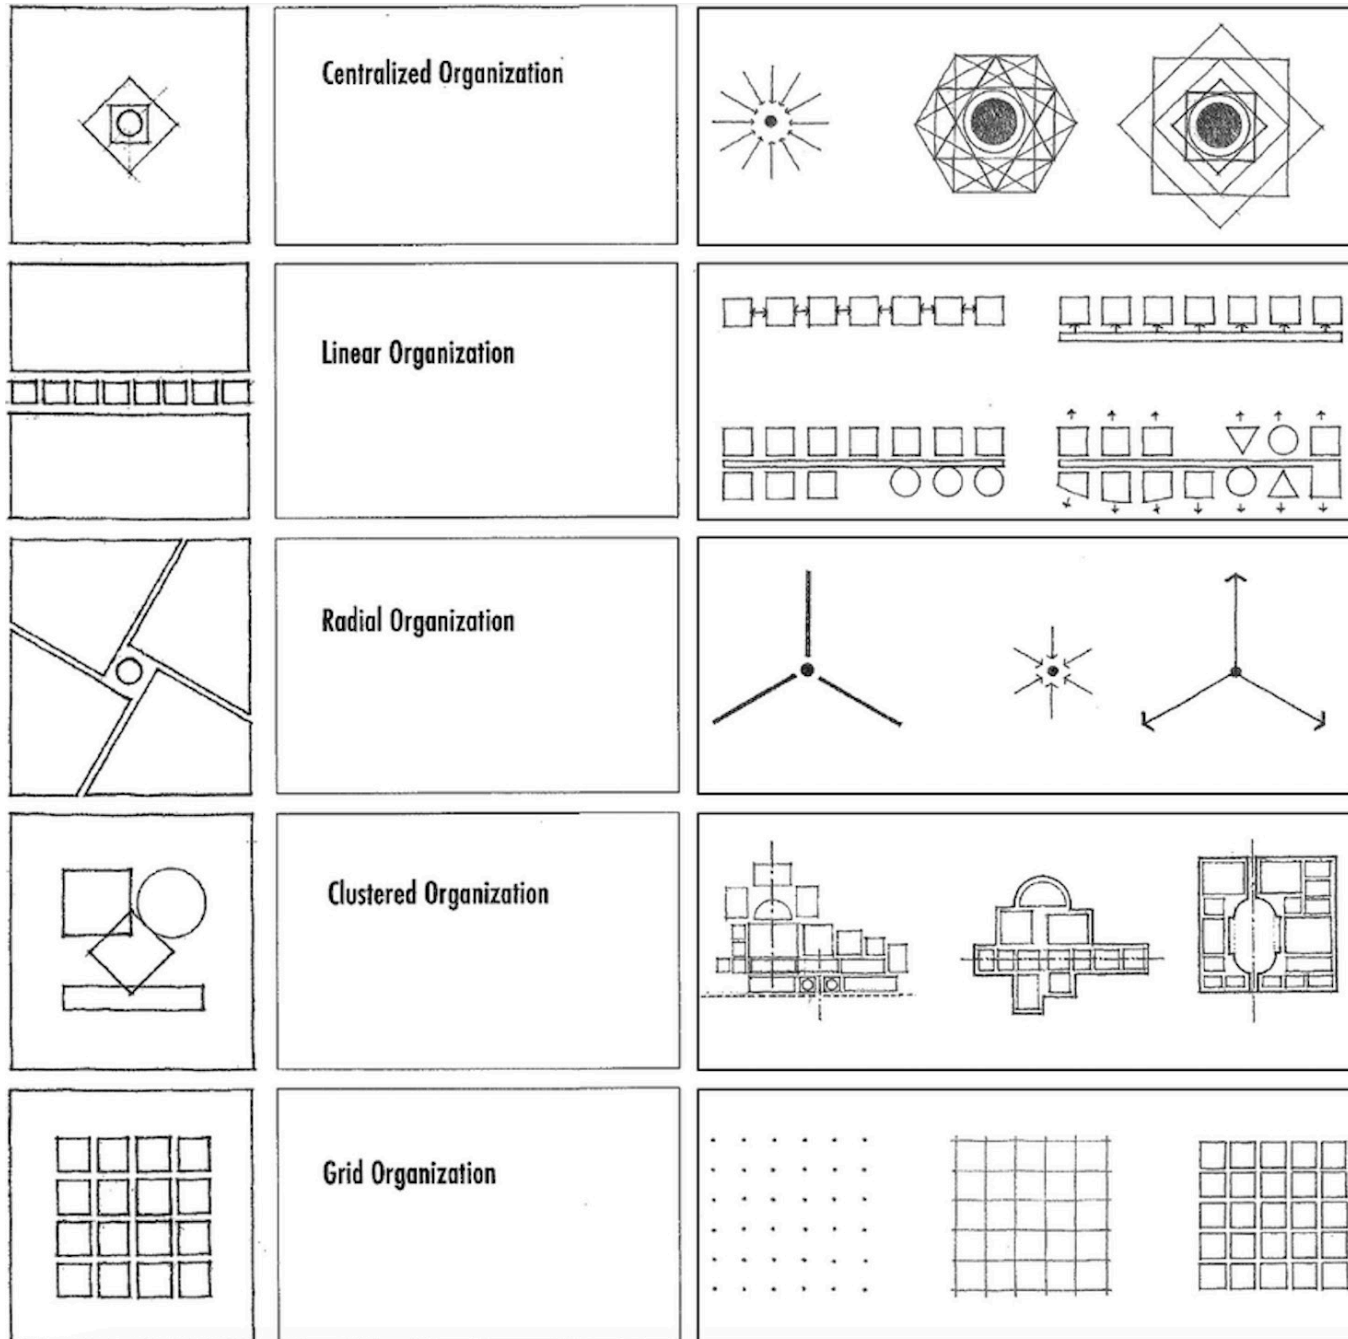 Centralized Organization
Linear Organization
Radial Organization
Clustered Organization
Grid Organization